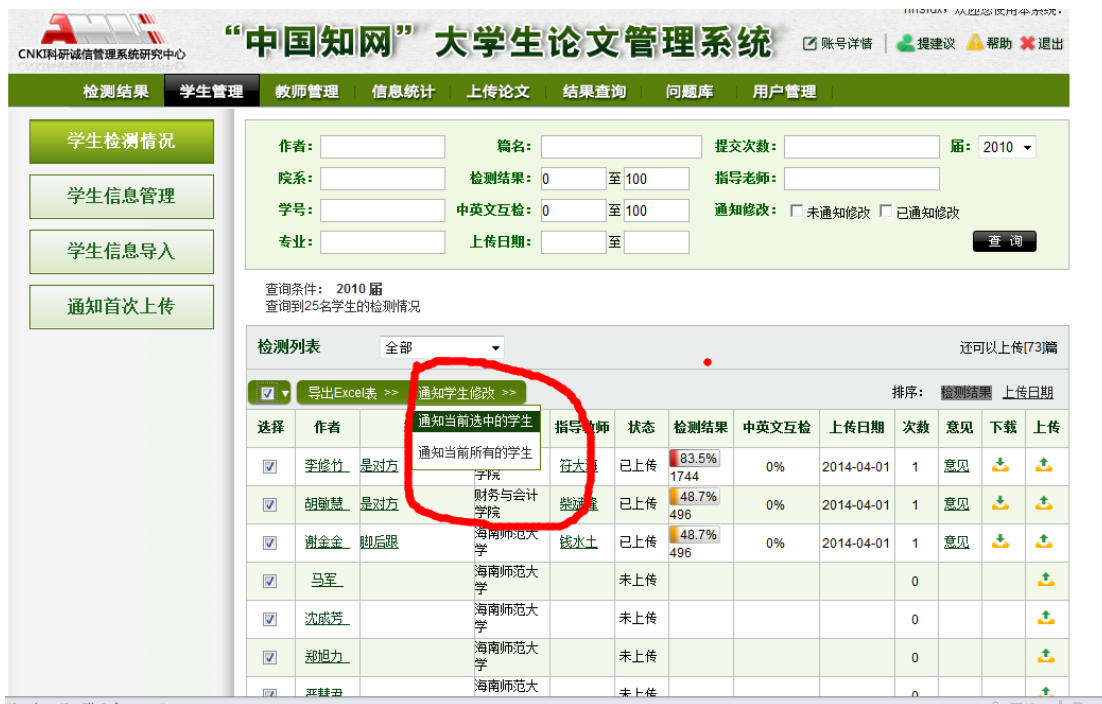 CNKI科研诚信管理系统研究中心
“中国知网”大学生论文管理系统
账号详情 提建议 帮助 退出
检测结果 学生管理 教师管理 信息统计 上传论文 结果查询 问题库 用户管理
学生检测情况
学生信息管理
学生信息导入
通知首次上传
作者： 篇名： 提交次数： 届： 2010
院系： 检测结果： 0 至 100 指导老师：
学号： 中英文互检： 0 至 100 通知修改： 未通知修改 已通知修改
专业： 上传日期： 至
查询
查询条件： 2010 届
查询到25名学生的检测情况
检测列表 全部 还可以上传[73]篇
导出Excel表 >> 通知学生修改 >> 排序： 检测结果 上传日期
通知当前选中的学生
通知当前所有的学生
选择 作者 指导教师 状态 检测结果 中英文互检 上传日期 次数 意见 下载 上传
李修竹 是对方 学院 符大海 已上传 83.5% 1744 0% 2014-04-01 1 意见
胡敏慧 是对方 财务与会计学院 已上传 48.7% 496 0% 2014-04-01 1 意见
谢金金 脚后跟 海南师范大学 钱水土 已上传 48.7% 496 0% 2014-04-01 1 意见
马军 海南师范大学 未上传 0
沈成芳 海南师范大学 未上传 0
郑旭力 海南师范大学 未上传 0
海南师范大 未上传 0